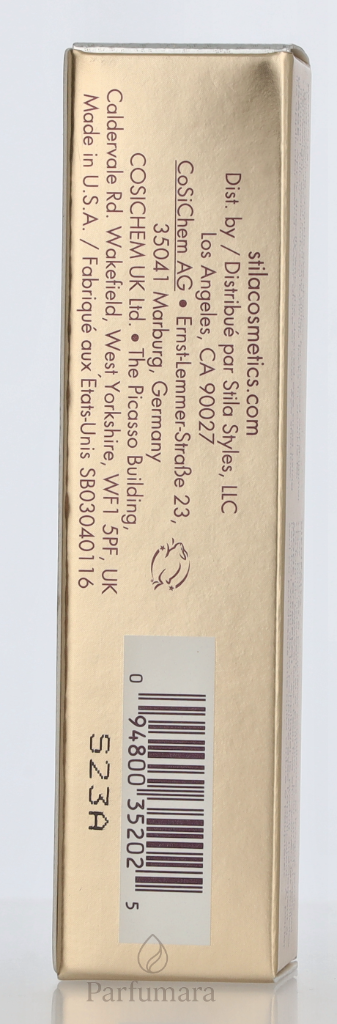 stilacosmetics.com
Dist. by / Distribué par Stila Styles, LLC
Los Angeles, CA 90027
CoSiChem AG • Ernst-Lemmer-Straße 23,
35041 Marburg, Germany
COSICHEM UK Ltd. • The Picasso Building,
Caldervale Rd. Wakefield, West Yorkshire, WF1 5PF, UK
Made in U.S.A. / Fabriqué aux États-Unis SB03040116
0 94800 35202 5
S23A
Parfumara